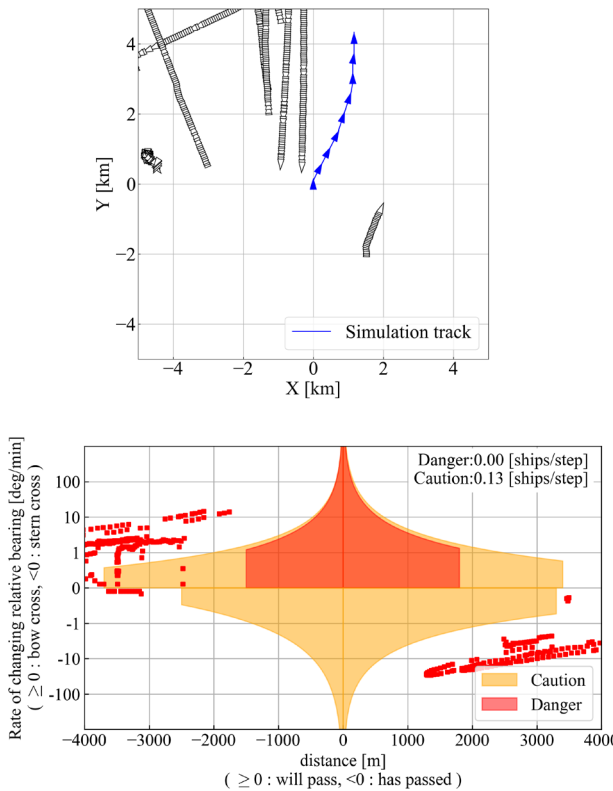 4
2
0
−2
−4
Y [km]
Simulation track
−4 −2 0 2 4
X [km]
Danger:0.00 [ships/step]
Caution:0.13 [ships/step]
100
10
1
0
-1
-10
-100
Rate of changing relative bearing [deg/min]
( ≥0 : bow cross, <0 : stern cross )
Caution
Danger
−4000 −3000 −2000 −1000 0 1000 2000 3000 4000
distance [m]
( ≥0 : will pass, <0 : has passed )